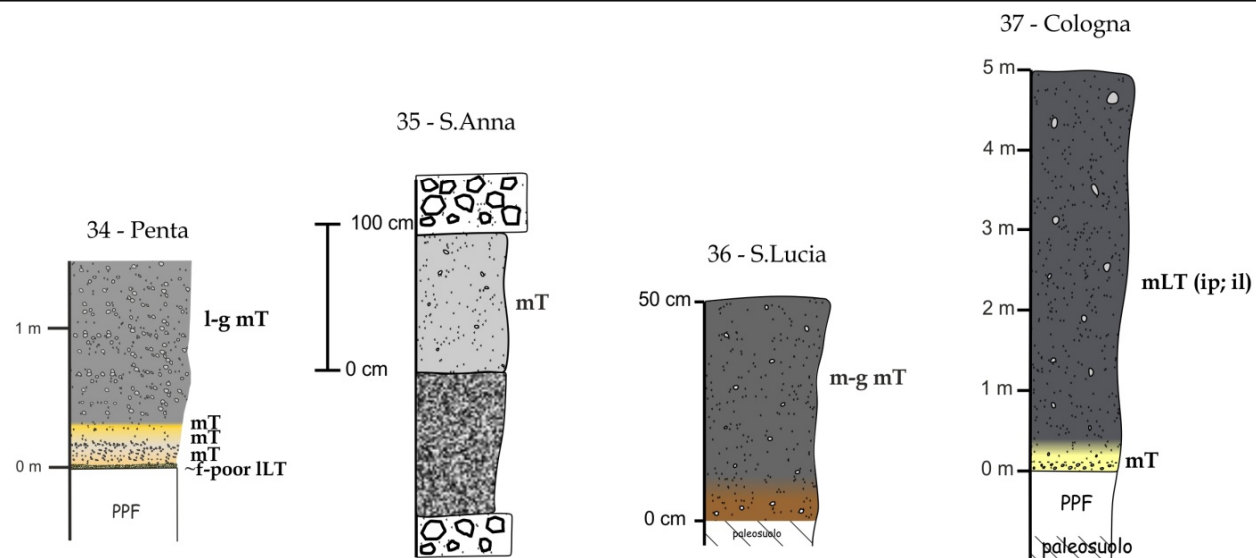 34 - Penta
1 m
0 m
l-g mT
mT
mT
mT
~f-poor lLT
PPF
35 - S.Anna
100 cm
0 cm
mT
36 - S.Lucia
50 cm
0 cm
m-g mT
paleosuolo
37 - Cologna
5 m
4 m
3 m
2 m
1 m
0 m
mLT (ip; il)
mT
PPF
paleosuolo